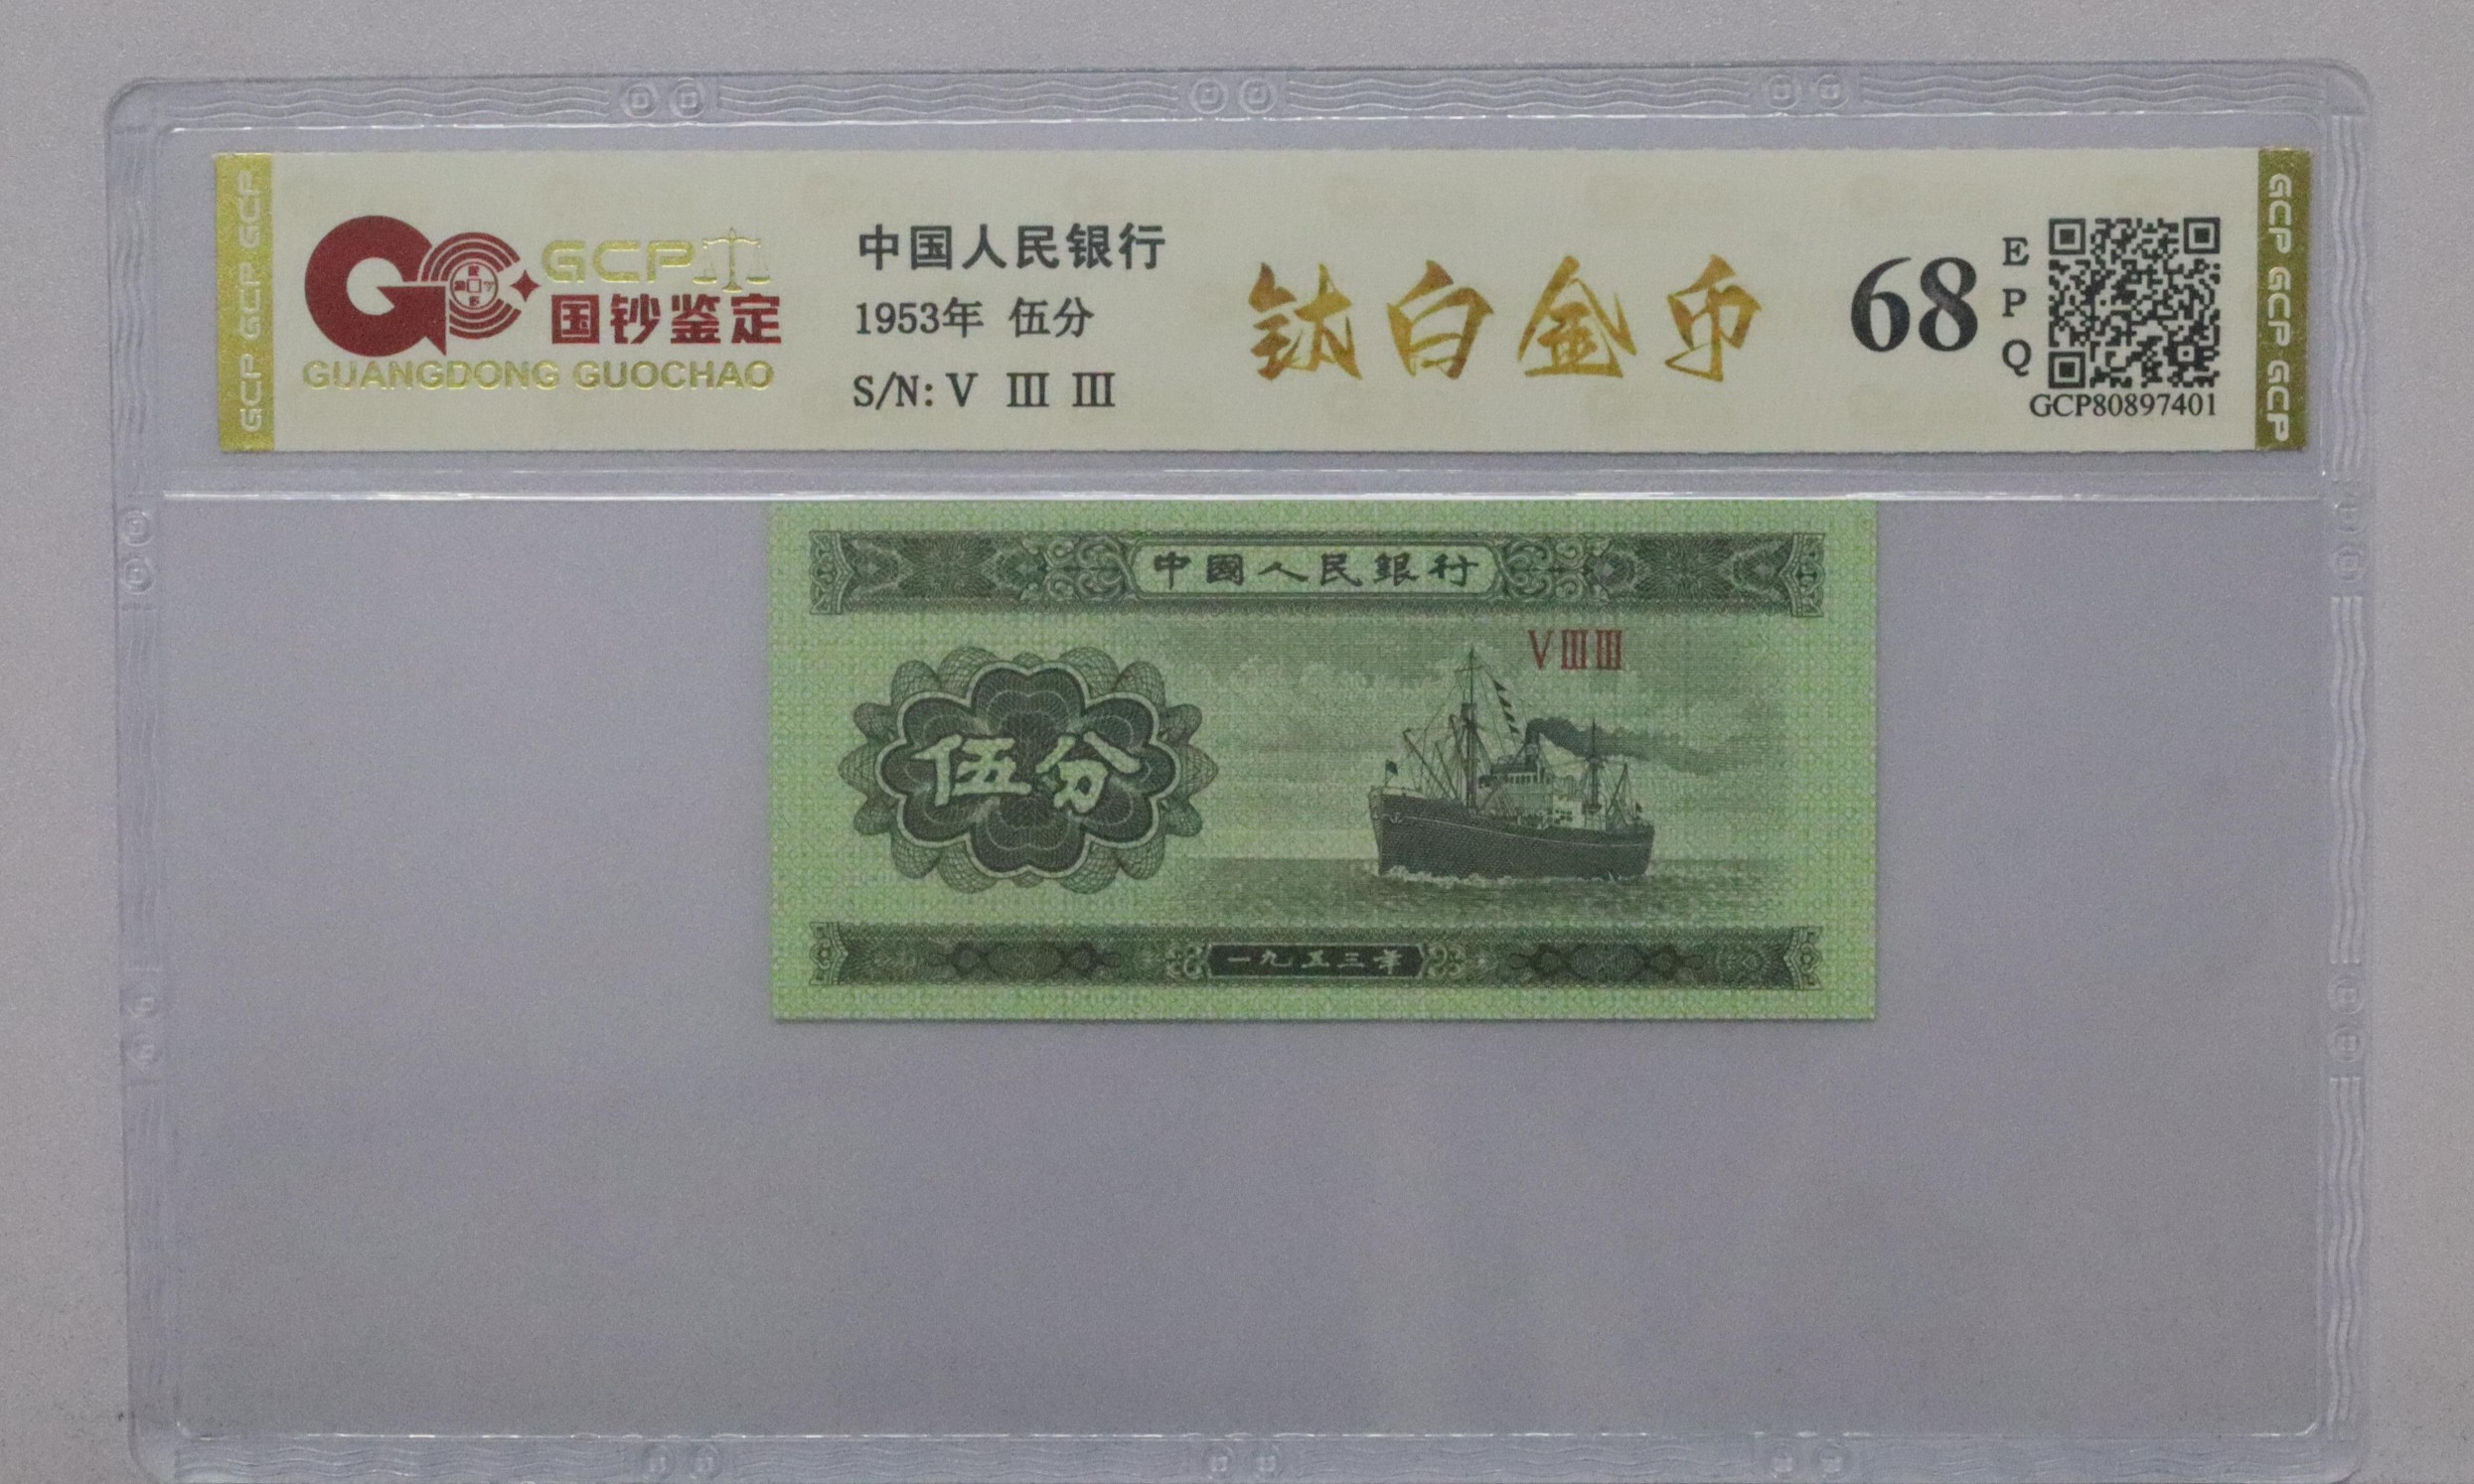 GCP GCP GCP
GCP
国钞鉴定
GUANGDONG GUOCHAO
中国人民银行
1953年 伍分
S/N: V Ⅲ Ⅲ
钛白金币
68
E
P
Q
GCP80897401
GCP GCP GCP
中國人民銀行
VⅢⅢ
伍分
一九五三年